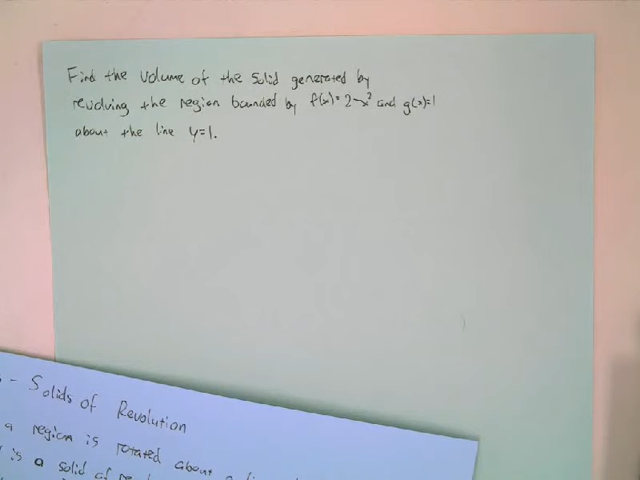 Find the volume of the solid generated by
revolving the region bounded by f(x)=2-x² and g(x)=1
about the line y=1.
- Solids of Revolution
a region is rotated about a
is a solid of